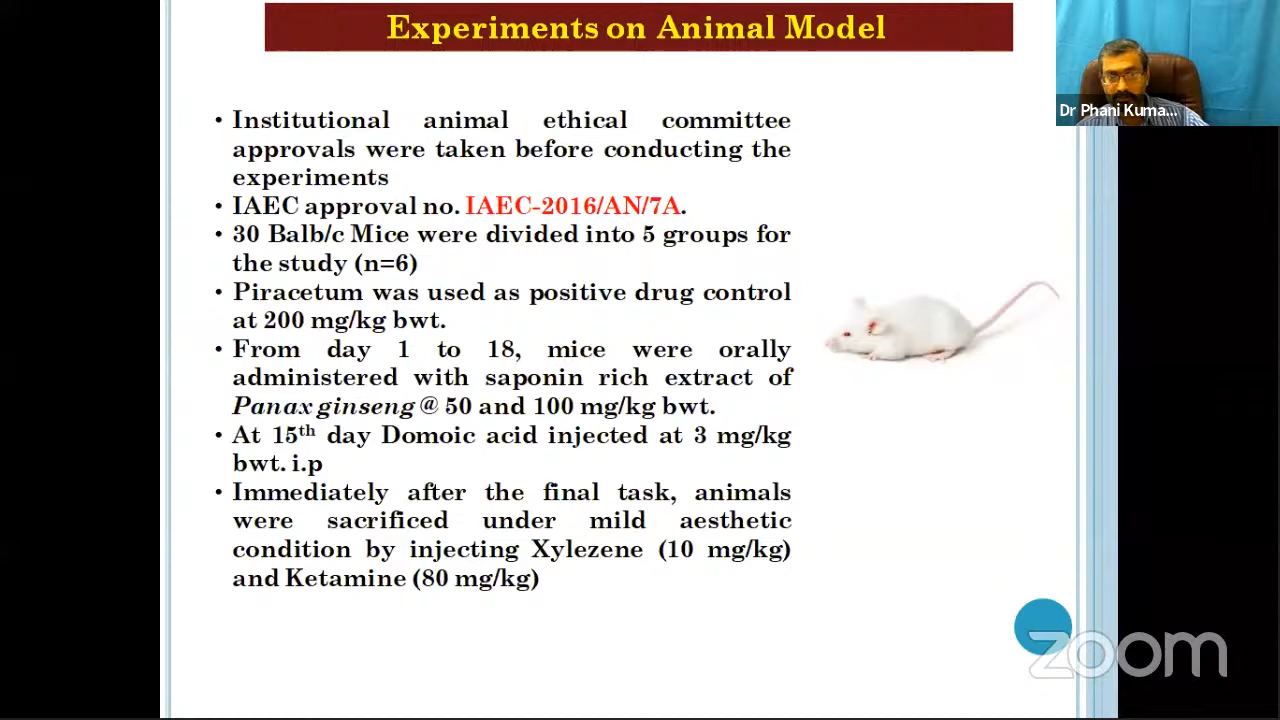 Experiments on Animal Model
Dr Phani Kuma...
• Institutional animal ethical committee
approvals were taken before conducting the
experiments
• IAEC approval no. IAEC-2016/AN/7A.
• 30 Balb/c Mice were divided into 5 groups for
the study (n=6)
• Piracetum was used as positive drug control
at 200 mg/kg bwt.
• From day 1 to 18, mice were orally
administered with saponin rich extract of
Panax ginseng @ 50 and 100 mg/kg bwt.
• At 15th day Domoic acid injected at 3 mg/kg
bwt. i.p
• Immediately after the final task, animals
were sacrificed under mild aesthetic
condition by injecting Xylezene (10 mg/kg)
and Ketamine (80 mg/kg)
zoom